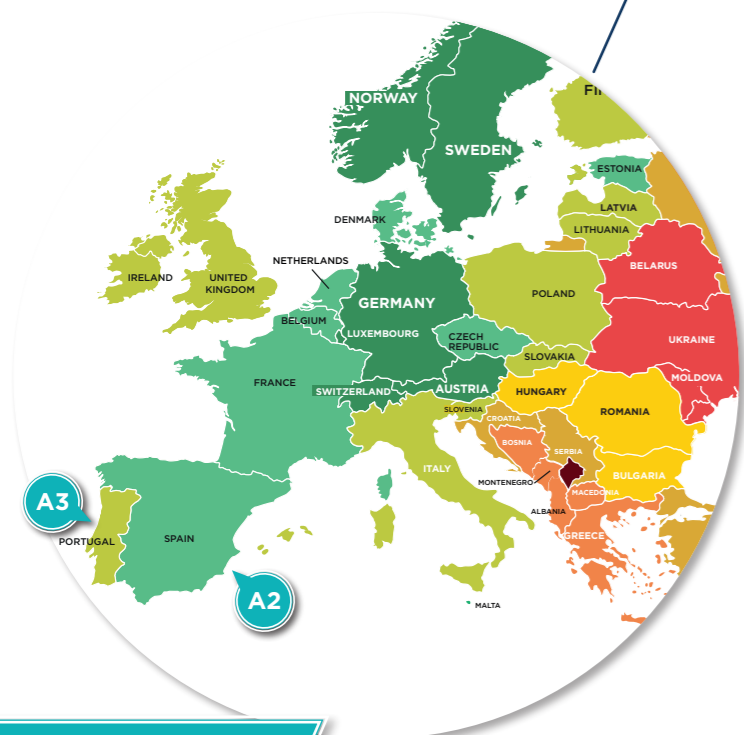 FI
NORWAY
SWEDEN
ESTONIA
LATVIA
DENMARK
LITHUANIA
NETHERLANDS
BELARUS
IRELAND
UNITED
KINGDOM
POLAND
GERMANY
BELGIUM
LUXEMBOURG
CZECH
REPUBLIC
UKRAINE
SLOVAKIA
FRANCE
SWITZERLAND
AUSTRIA
HUNGARY
MOLDOVA
SLOVENIA
CROATIA
ROMANIA
BOSNIA
SERBIA
ITALY
MONTENEGRO
BULGARIA
MACEDONIA
A3
ALBANIA
PORTUGAL
SPAIN
GREECE
A2
MALTA